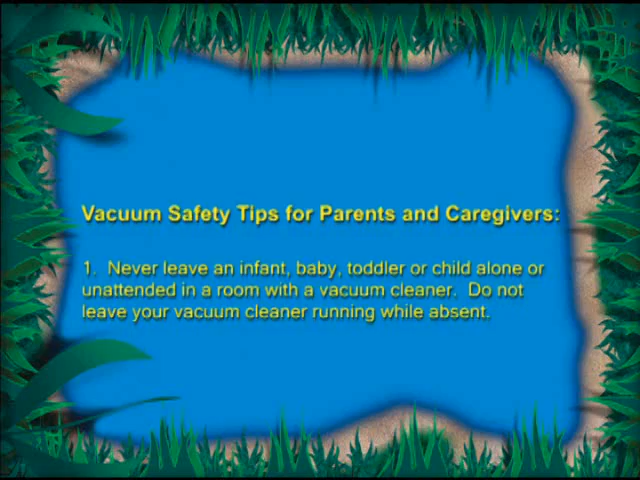 Vacuum Safety Tips for Parents and Caregivers:
1. Never leave an infant, baby, toddler or child alone or
unattended in a room with a vacuum cleaner. Do not
leave your vacuum cleaner running while absent.